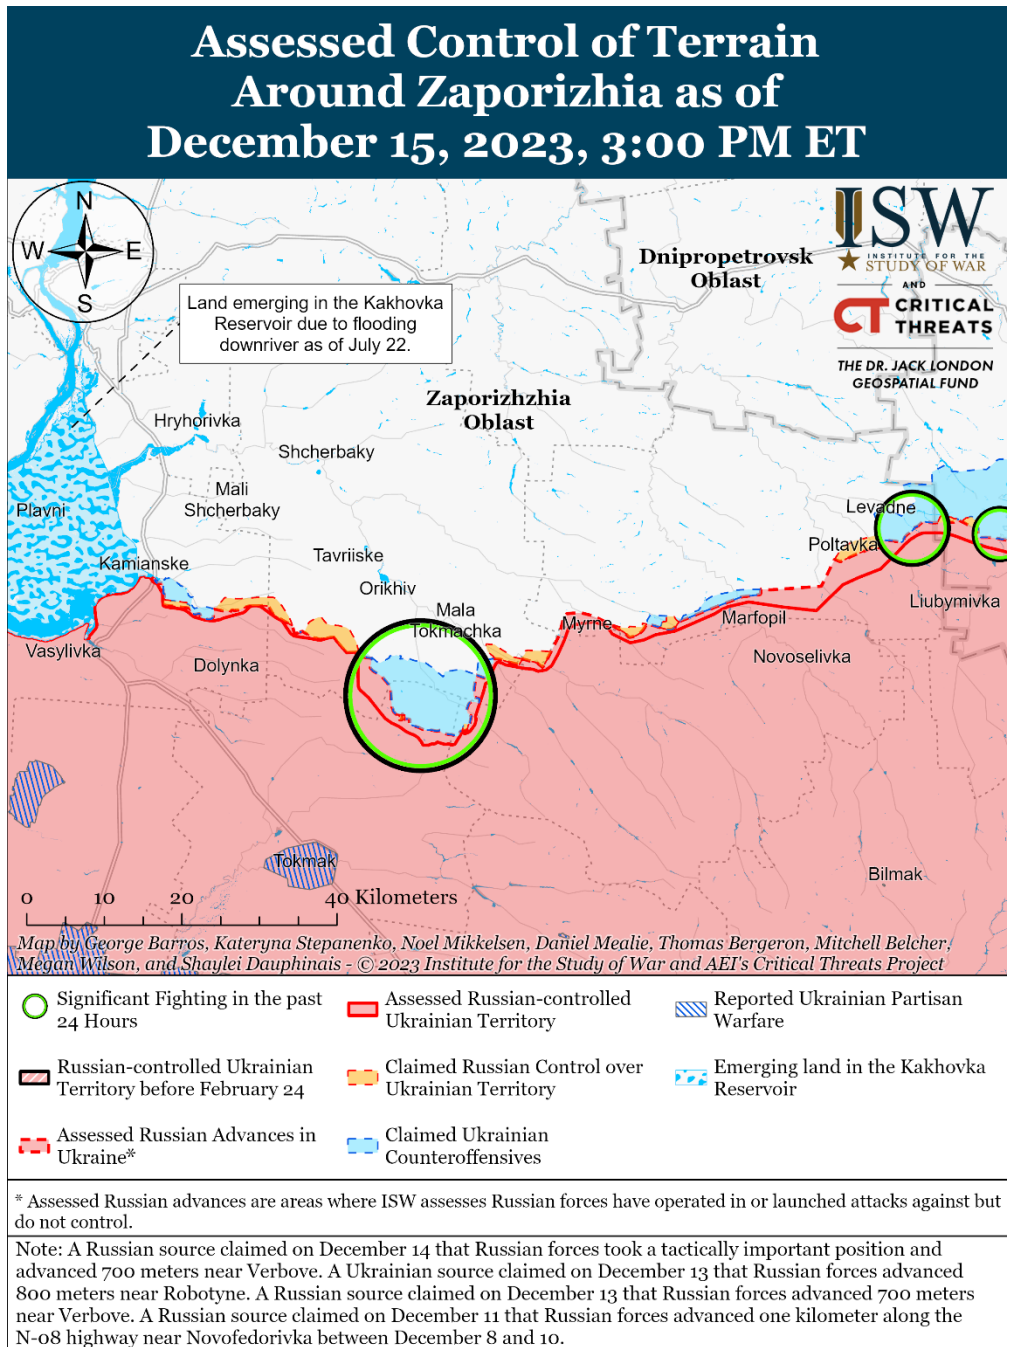 Assessed Control of Terrain
Around Zaporizhia as of
December 15, 2023, 3:00 PM ET
N
W
E
S
ISW
INSTITUTE FOR THE
STUDY OF WAR
AND
CT CRITICAL
THREATS
THE DR. JACK LONDON
GEOSPATIAL FUND
Dnipropetrovsk
Oblast
Land emerging in the Kakhovka
Reservoir due to flooding
downriver as of July 22.
Zaporizhzhia
Oblast
Hryhorivka
Shcherbaky
Mali
Shcherbaky
Plavni
Levadne
Poltavka
Tavriiske
Kamianske
Orikhiv
Mala
Tokmachka
Myrne
Marfopil
Liubymivka
Vasylivka
Dolynka
Novoselivka
Tokmak
Bilmak
0 10 20 40 Kilometers
Map by George Barros, Kateryna Stepanenko, Noel Mikkelsen, Daniel Mealie, Thomas Bergeron, Mitchell Belcher,
Megan Wilson, and Shaylei Dauphinais - © 2023 Institute for the Study of War and AEI's Critical Threats Project
Significant Fighting in the past
24 Hours
Russian-controlled Ukrainian
Territory before February 24
Assessed Russian Advances in
Ukraine*
Assessed Russian-controlled
Ukrainian Territory
Claimed Russian Control over
Ukrainian Territory
Claimed Ukrainian
Counteroffensives
Reported Ukrainian Partisan
Warfare
Emerging land in the Kakhovka
Reservoir
* Assessed Russian advances are areas where ISW assesses Russian forces have operated in or launched attacks against but
do not control.
Note: A Russian source claimed on December 14 that Russian forces took a tactically important position and
advanced 700 meters near Verbove. A Ukrainian source claimed on December 13 that Russian forces advanced
800 meters near Robotyne. A Russian source claimed on December 13 that Russian forces advanced 700 meters
near Verbove. A Russian source claimed on December 11 that Russian forces advanced one kilometer along the
N-08 highway near Novofedorivka between December 8 and 10.